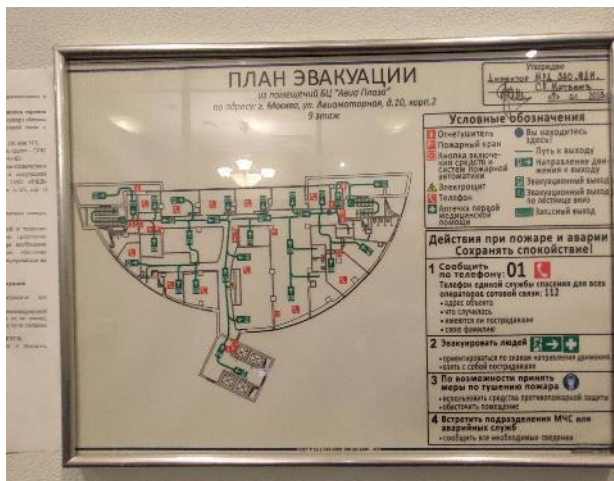 ПЛАН ЭВАКУАЦИИ
из помещений БЦ "Авиа Плаза"
по адресу: г. Москва, ул. Авиамоторная, д.10, корп.2
9 этаж
Утверждаю
Условные обозначения
Огнетушитель
Пожарный кран
Кнопка включе-
ния средств и
систем пожарной
автоматики
Электрощит
Телефон
Аптечка первой
медицинской
помощи
Вы находитесь
здесь!
Путь к выходу
Направление дви-
жения к выходу
Эвакуационный выход
Эвакуационный выход
по лестнице вниз
Запасный выход
Действия при пожаре и аварии
Сохранять спокойствие!
1 Сообщить
по телефону: 01
Телефон единой службы спасения для всех
операторов сотовой связи: 112
• адрес объекта
• что случилось
• имеются ли пострадавшие
• свою фамилию
2 Эвакуировать людей
• ориентироваться по знакам направления движения
• взять с собой пострадавших
3 По возможности принять
меры по тушению пожара
• использовать средства противопожарной защиты
• обесточить помещение
4 Встретить подразделения МЧС или
аварийных служб
• сообщить все необходимые сведения